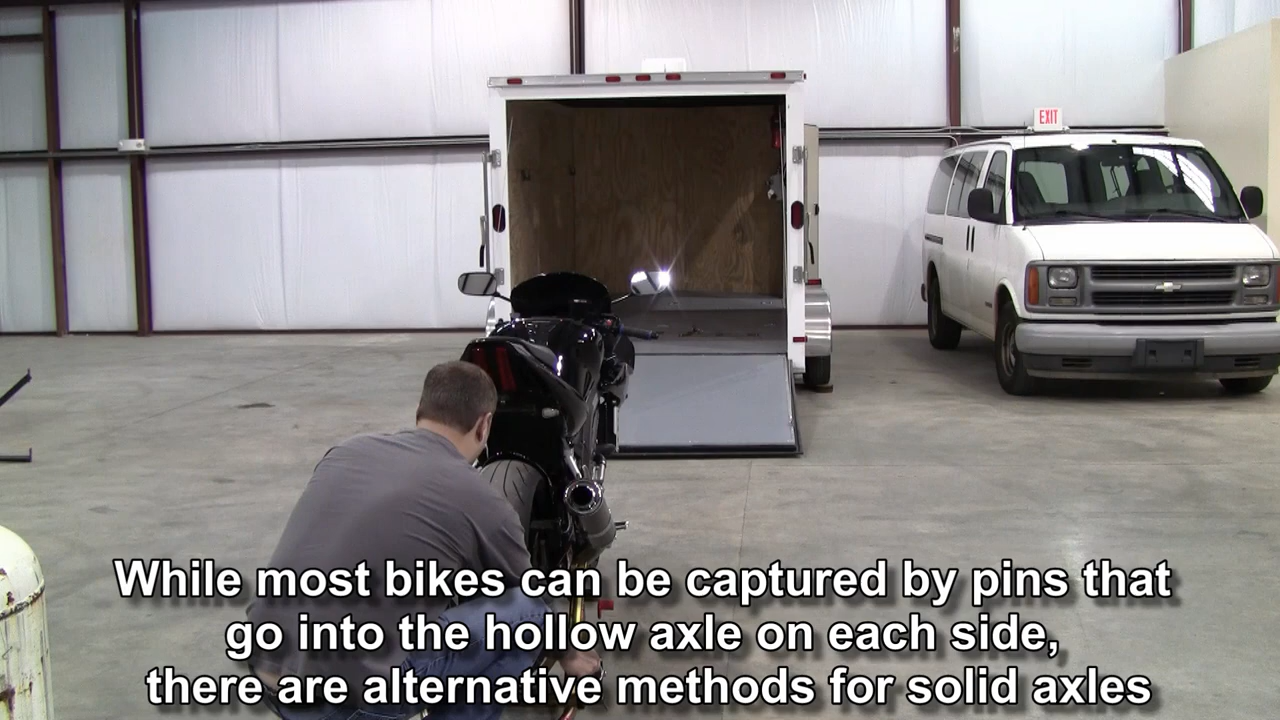 EXIT
While most bikes can be captured by pins that
go into the hollow axle on each side,
there are alternative methods for solid axles